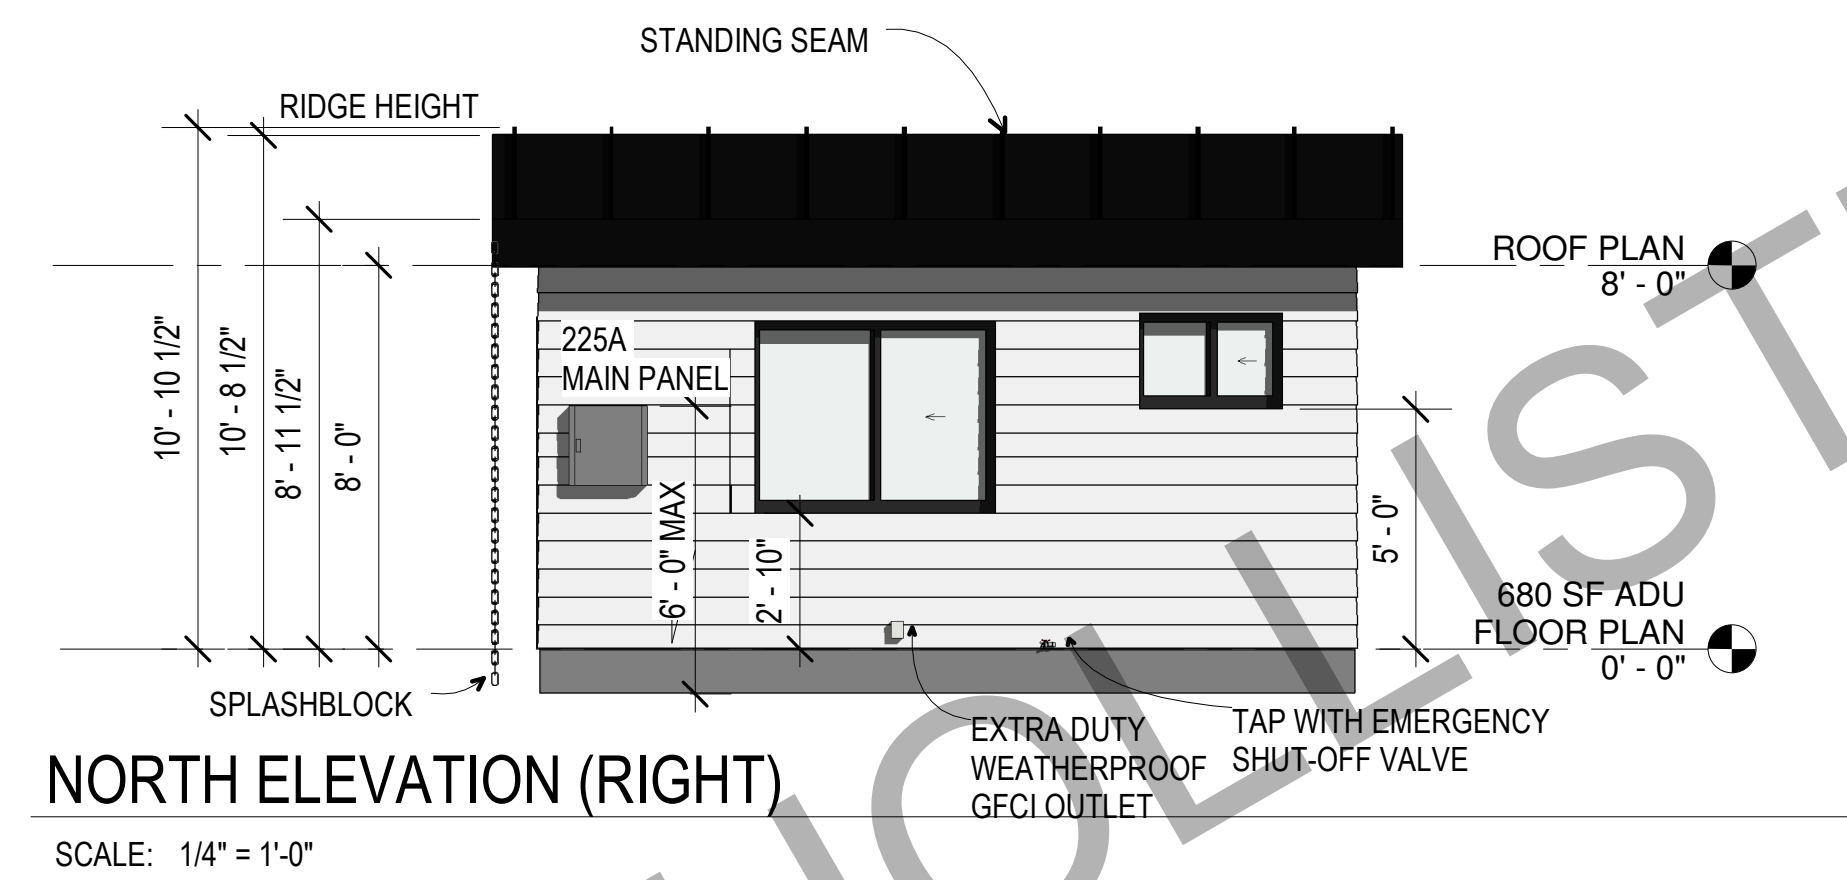 STANDING SEAM
RIDGE HEIGHT
ROOF PLAN
8' - 0"
10' - 10 1/2"
10' - 8 1/2"
8' - 11 1/2"
8' - 0"
225A
MAIN PANEL
6' - 0" MAX
2' - 10"
5' - 0"
680 SF ADU
FLOOR PLAN
0' - 0"
SPLASHBLOCK
EXTRA DUTY
WEATHERPROOF
GFCI OUTLET
TAP WITH EMERGENCY
SHUT-OFF VALVE
NORTH ELEVATION (RIGHT)
SCALE: 1/4" = 1'-0"